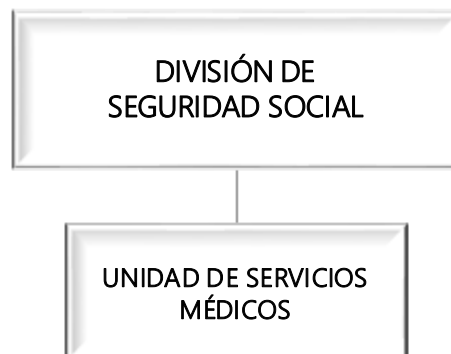 DIVISIÓN DE
SEGURIDAD SOCIAL
UNIDAD DE SERVICIOS
MÉDICOS